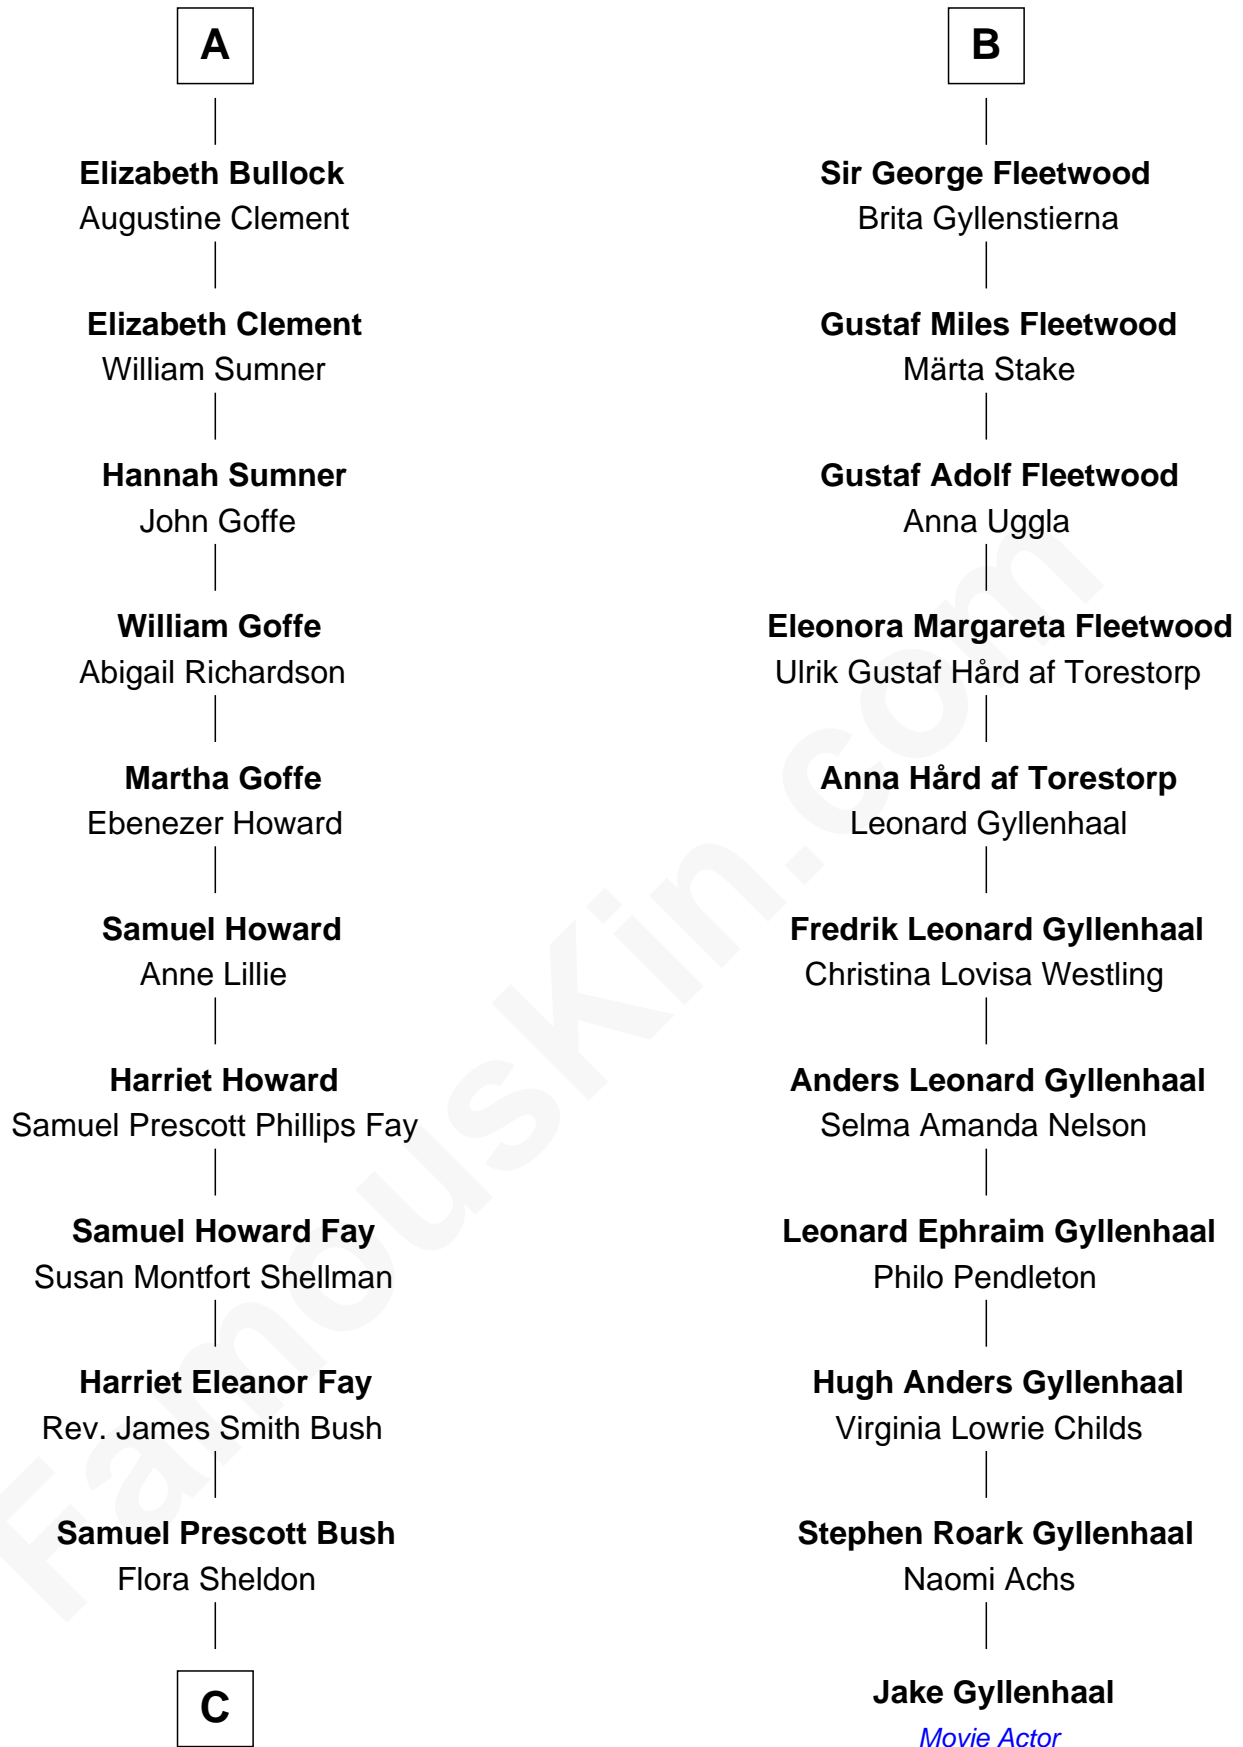 A
Elizabeth Bullock
Augustine Clement
Elizabeth Clement
William Sumner
Hannah Sumner
John Goffe
William Goffe
Abigail Richardson
Martha Goffe
Ebenezer Howard
Samuel Howard
Anne Lillie
Harriet Howard
Samuel Prescott Phillips Fay
Samuel Howard Fay
Susan Montfort Shellman
Harriet Eleanor Fay
Rev. James Smith Bush
Samuel Prescott Bush
Flora Sheldon
C
B
Sir George Fleetwood
Brita Gyllenstierna
Gustaf Miles Fleetwood
Märta Stake
Gustaf Adolf Fleetwood
Anna Uggla
Eleonora Margareta Fleetwood
Ulrik Gustaf Hård af Torestorp
Anna Hård af Torestorp
Leonard Gyllenhaal
Fredrik Leonard Gyllenhaal
Christina Lovisa Westling
Anders Leonard Gyllenhaal
Selma Amanda Nelson
Leonard Ephraim Gyllenhaal
Philo Pendleton
Hugh Anders Gyllenhaal
Virginia Lowrie Childs
Stephen Roark Gyllenhaal
Naomi Achs
Jake Gyllenhaal
Movie Actor
FamousKin.com